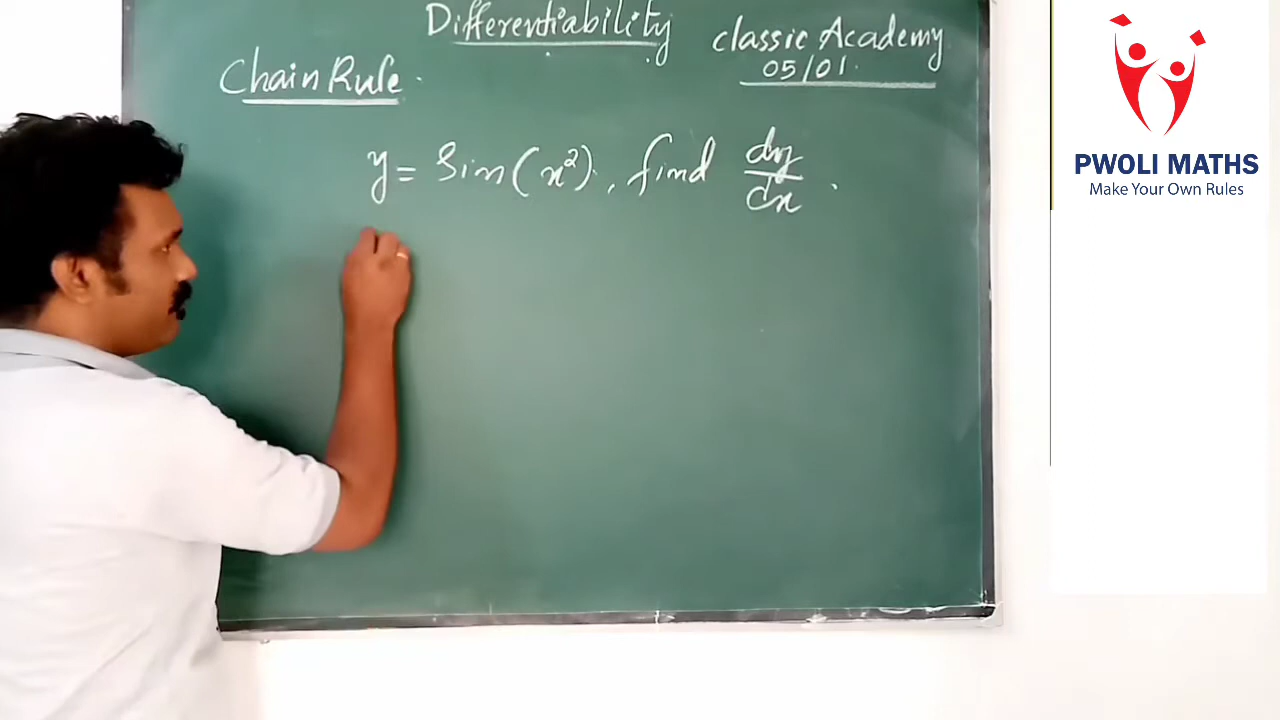 Differentiability
classic Academy
05/01.
Chain Rule.
y = Sin(x²), find dy/dx.
PWOLI MATHS
Make Your Own Rules